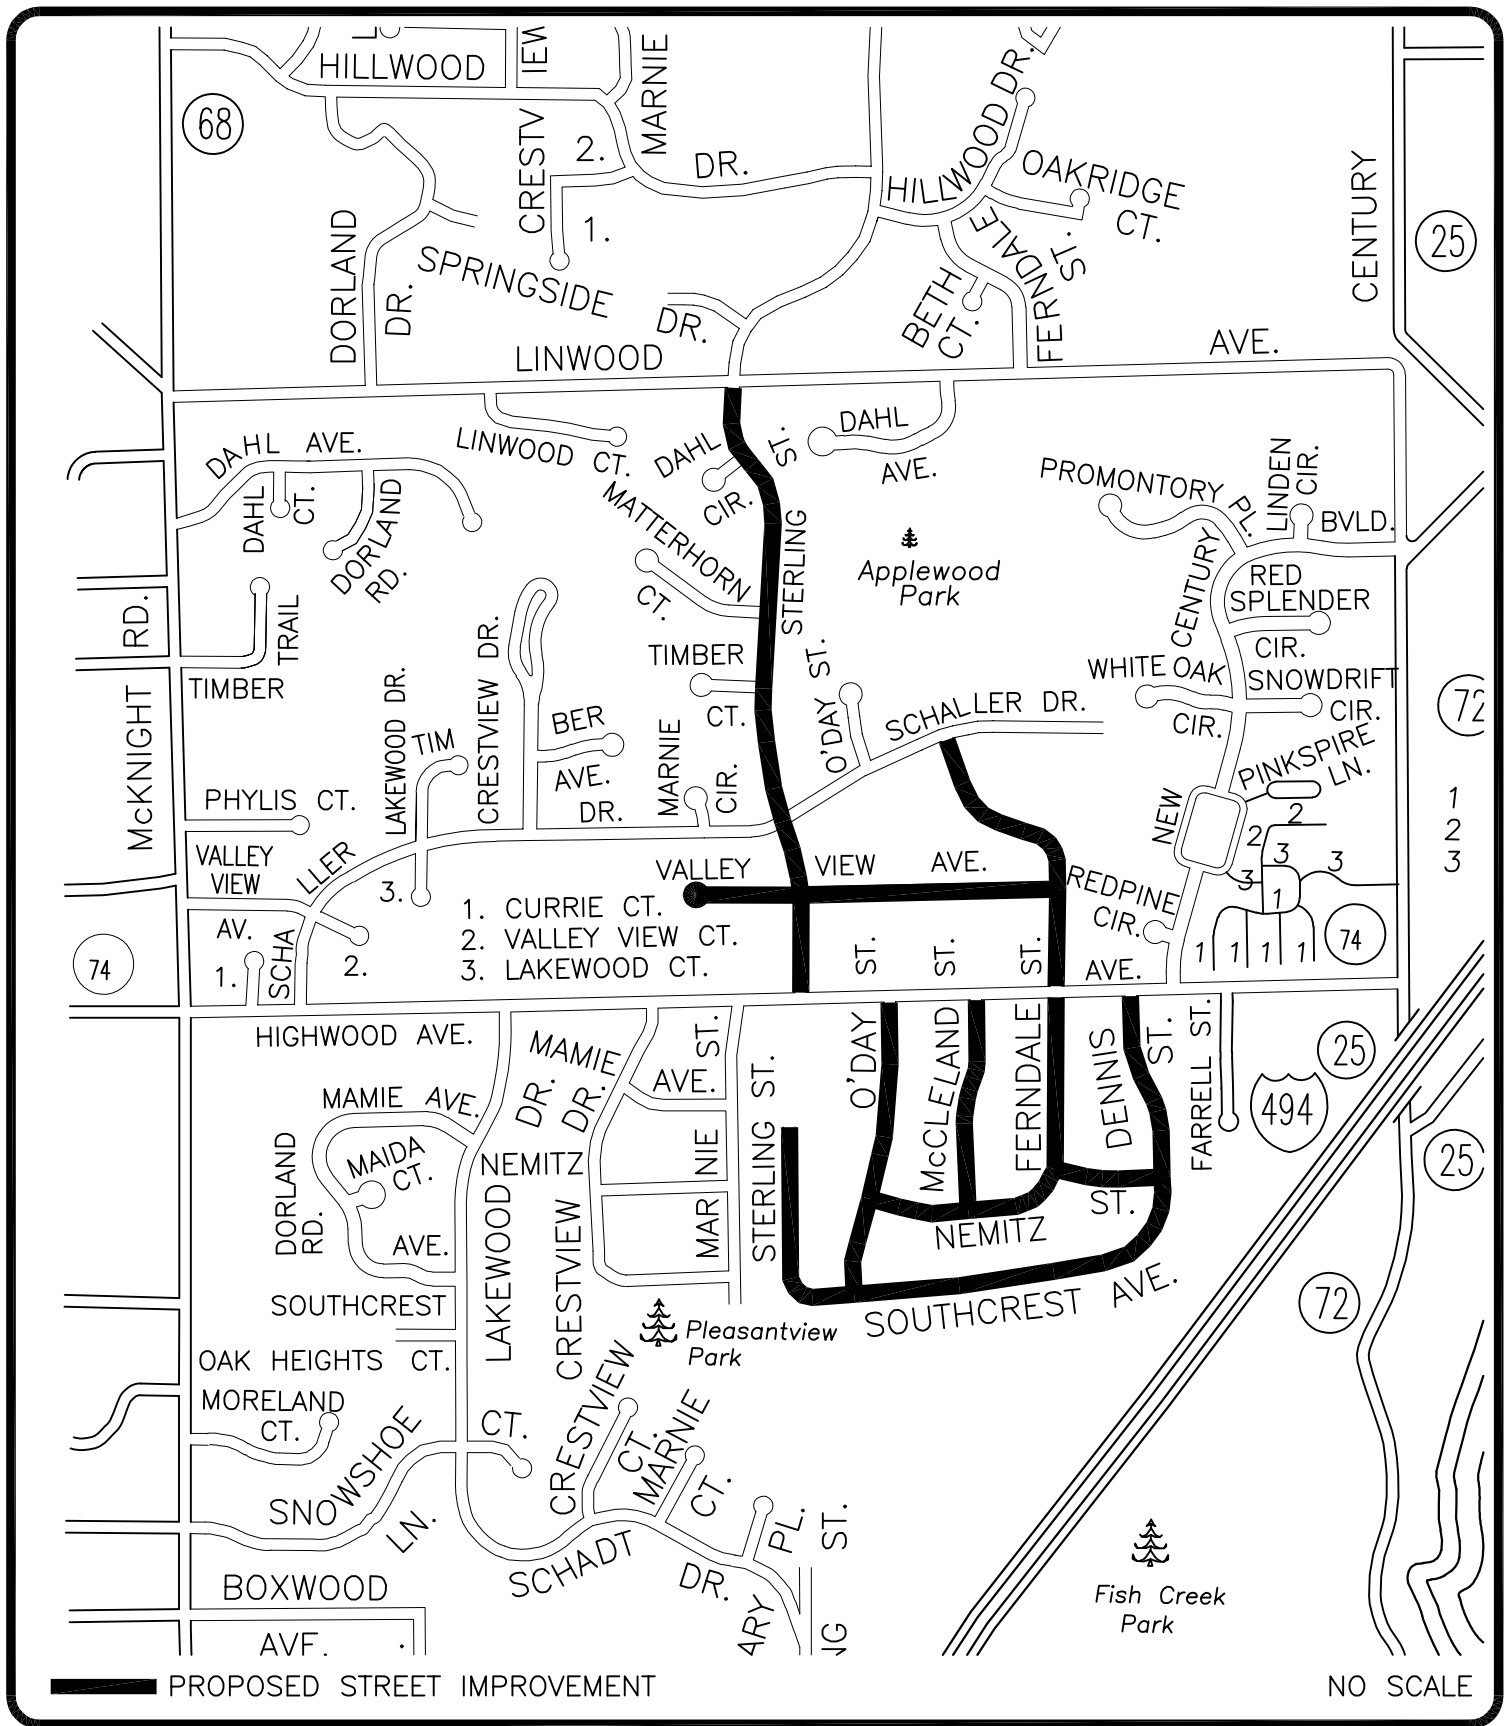 HILLWOOD
IEW
MARNIE
HILLWOOD DR.
68
CRESTV
2.
DR.
OAKRIDGE
CT.
CENTURY
25
1.
DORLAND
DR.
SPRINGSIDE
DR.
BETH
CT.
FERNDALE
ST.
LINWOOD
AVE.
DAHL AVE.
LINWOOD CT.
DAHL
CIR.
ST.
DAHL
AVE.
PROMONTORY PL.
LINDEN
CIR.
BVLD.
DAHL
CT.
DORLAND
RD.
MATTERHORN
CT.
STERLING
Applewood
Park
CENTURY
RED
SPLENDER
CIR.
RD.
TRAIL
TIMBER
McKNIGHT
LAKEWOOD DR.
CRESTVIEW DR.
TIMBER
CT.
O'DAY ST.
WHITE OAK
CIR.
SNOWDRIFT
CIR.
72
TIM
BER
AVE.
MARNIE
CIR.
SCHALLER DR.
PINKSPIRE
LN.
PHYLIS CT.
DR.
NEW
1
2
3
2
2
3
3
3
1
1
1
1
1
VALLEY
VIEW
AV.
LLER
SCHA
3.
VALLEY VIEW AVE.
REDPINE
CIR.
1. CURRIE CT.
2. VALLEY VIEW CT.
3. LAKEWOOD CT.
74
1.
2.
ST.
ST.
ST.
AVE.
74
HIGHWOOD AVE.
MAMIE
AVE.
ST.
DR.
DR.
STERLING ST.
O'DAY
McCLELAND
FERNDALE
DENNIS
ST.
FARRELL ST.
25
494
MAMIE AVE.
DORLAND
RD.
MAIDA
CT.
NEMITZ
MAR NIE
25
AVE.
LAKEWOOD
CRESTVIEW
NEMITZ
ST.
SOUTHCREST
SOUTHCREST AVE.
72
Pleasantview
Park
OAK HEIGHTS CT.
MORELAND
CT.
SNOWSHOE
LN.
CT.
CRESTVIEW
CT.
MARNIE
CT.
SCHADT
DR.
PL.
ST.
ARY
NG
BOXWOOD
Fish Creek
Park
PROPOSED STREET IMPROVEMENT
NO SCALE